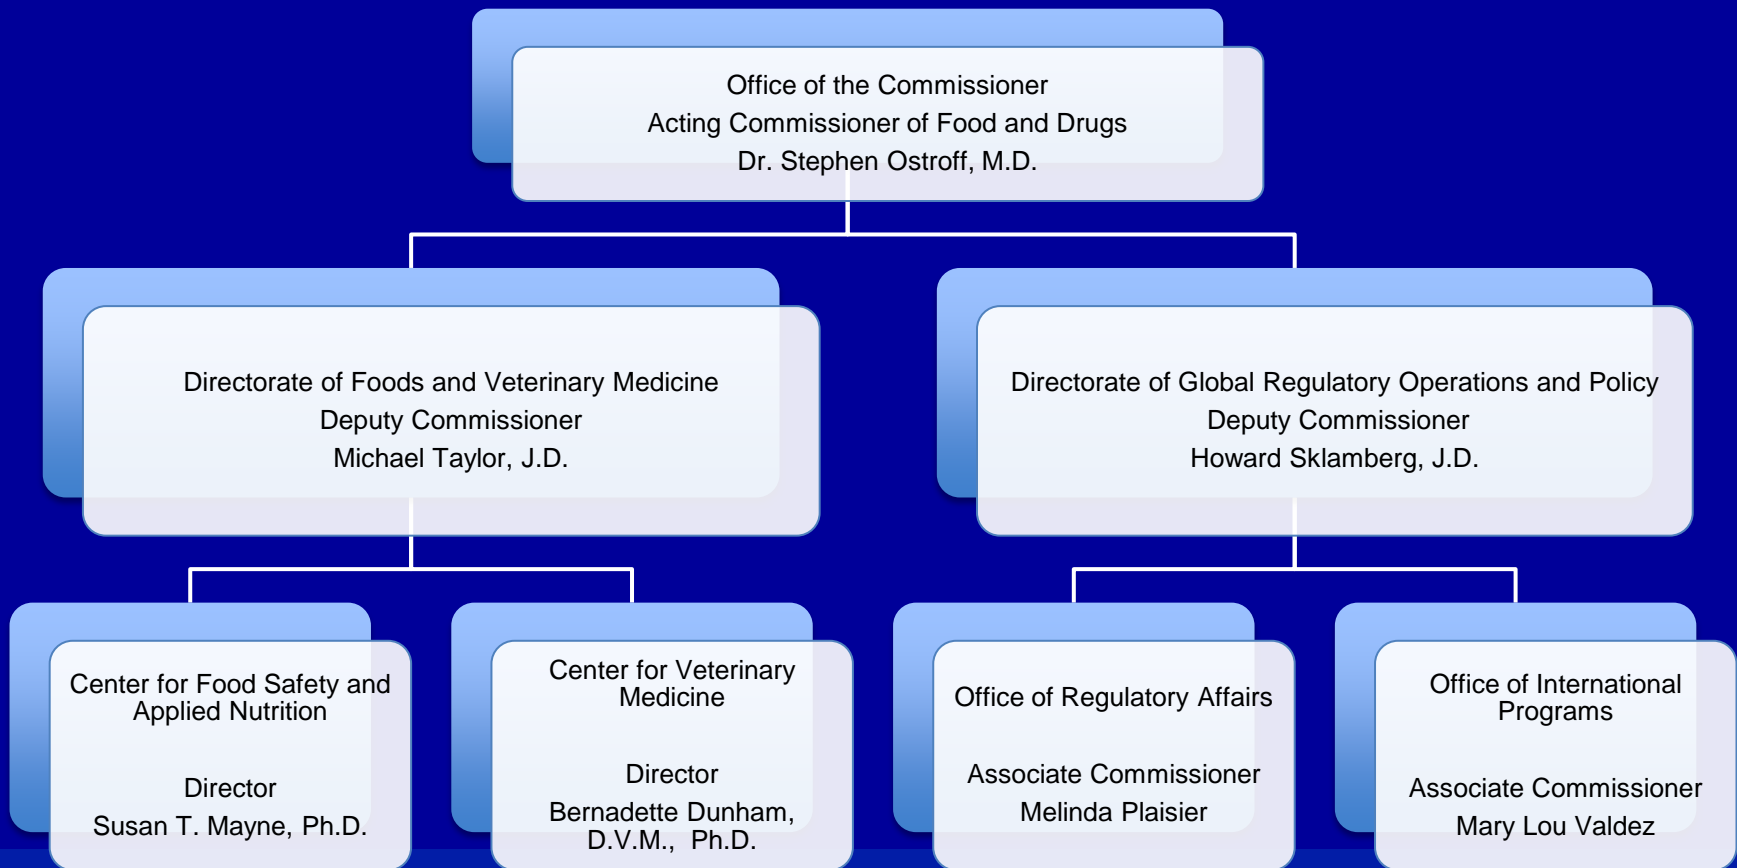 Office of the Commissioner
Acting Commissioner of Food and Drugs
Dr. Stephen Ostroff, M.D.
Directorate of Foods and Veterinary Medicine
Deputy Commissioner
Michael Taylor, J.D.
Directorate of Global Regulatory Operations and Policy
Deputy Commissioner
Howard Sklamberg, J.D.
Center for Food Safety and
Applied Nutrition
Director
Susan T. Mayne, Ph.D.
Center for Veterinary
Medicine
Director
Bernadette Dunham,
D.V.M., Ph.D.
Office of Regulatory Affairs
Associate Commissioner
Melinda Plaisier
Office of International
Programs
Associate Commissioner
Mary Lou Valdez